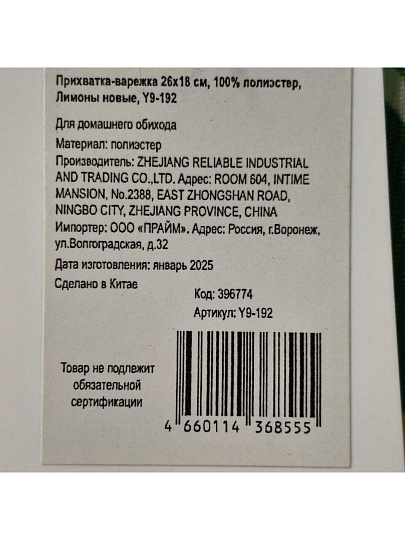 Прихватка-варежка 26х18 см, 100% полиэстер,
Лимоны новые, Y9-192
Для домашнего обихода
Материал: полиэстер
Производитель: ZHEJIANG RELIABLE INDUSTRIAL
AND TRADING CO.,LTD. Адрес: ROOM 604, INTIME
MANSION, No.2388, EAST ZHONGSHAN ROAD,
NINGBO CITY, ZHEJIANG PROVINCE, CHINA
Импортер: ООО «ПРАЙМ». Адрес: Россия, г.Воронеж,
ул.Волгоградская, д.32
Дата изготовления: январь 2025
Сделано в Китае
Код: 396774
Артикул: Y9-192
Товар не подлежит
обязательной
сертификации
4 660114 368555